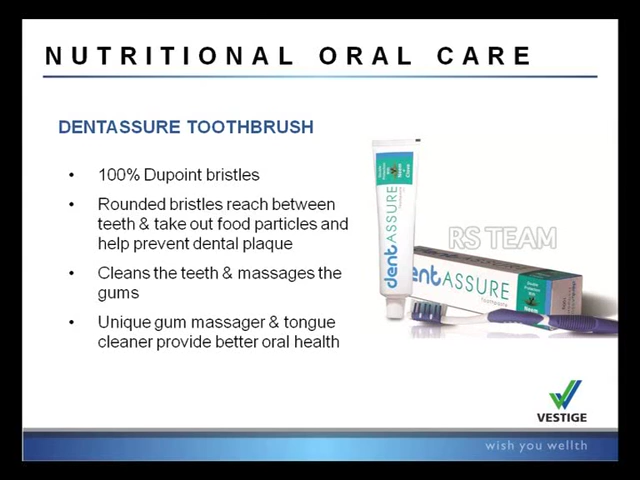 NUTRITIONAL ORAL CARE
DENTASSURE TOOTHBRUSH
• 100% Dupoint bristles
• Rounded bristles reach between
teeth & take out food particles and
help prevent dental plaque
• Cleans the teeth & massages the
gums
• Unique gum massager & tongue
cleaner provide better oral health
dentASSURE
RS TEAM
dentASSURE
Toothpaste
VESTIGE
wish you wellth